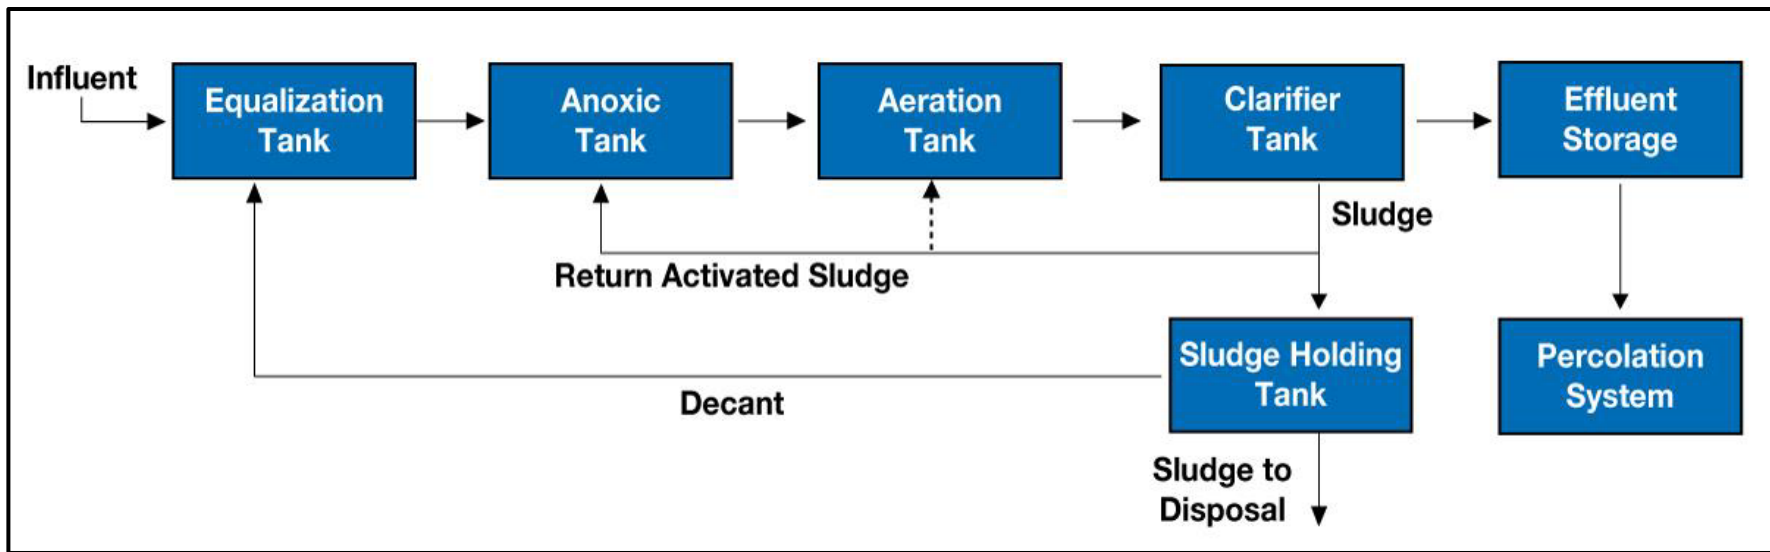 Influent
Equalization
Tank
Anoxic
Tank
Aeration
Tank
Clarifier
Tank
Effluent
Storage
Sludge
Return Activated Sludge
Sludge Holding
Tank
Percolation
System
Decant
Sludge to
Disposal